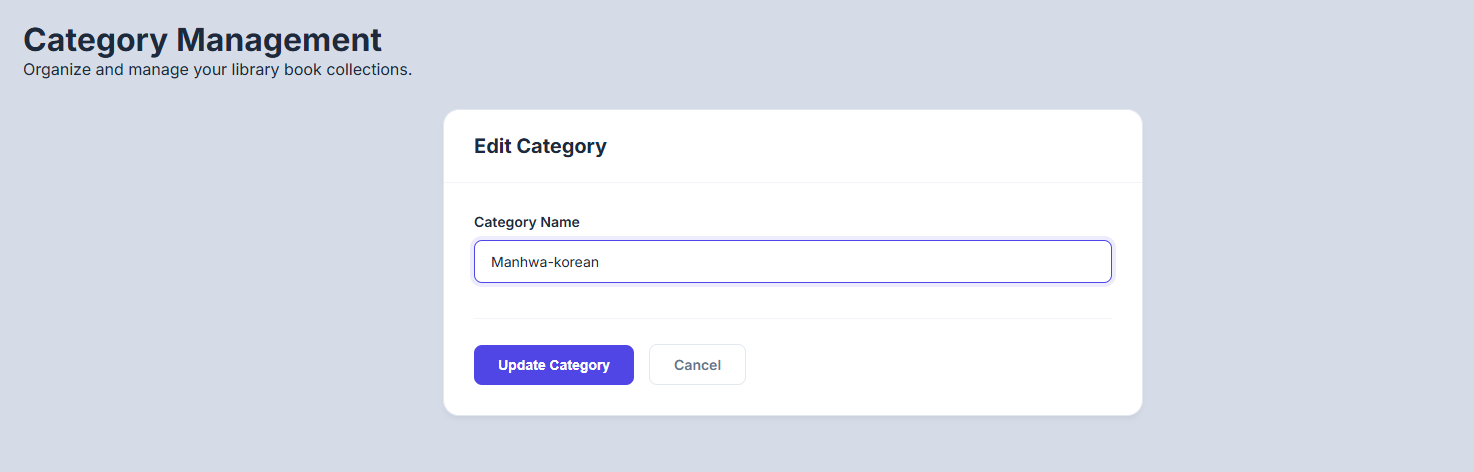 Category Management
Organize and manage your library book collections.
Edit Category
Category Name
Manhwa-korean
Update Category
Cancel